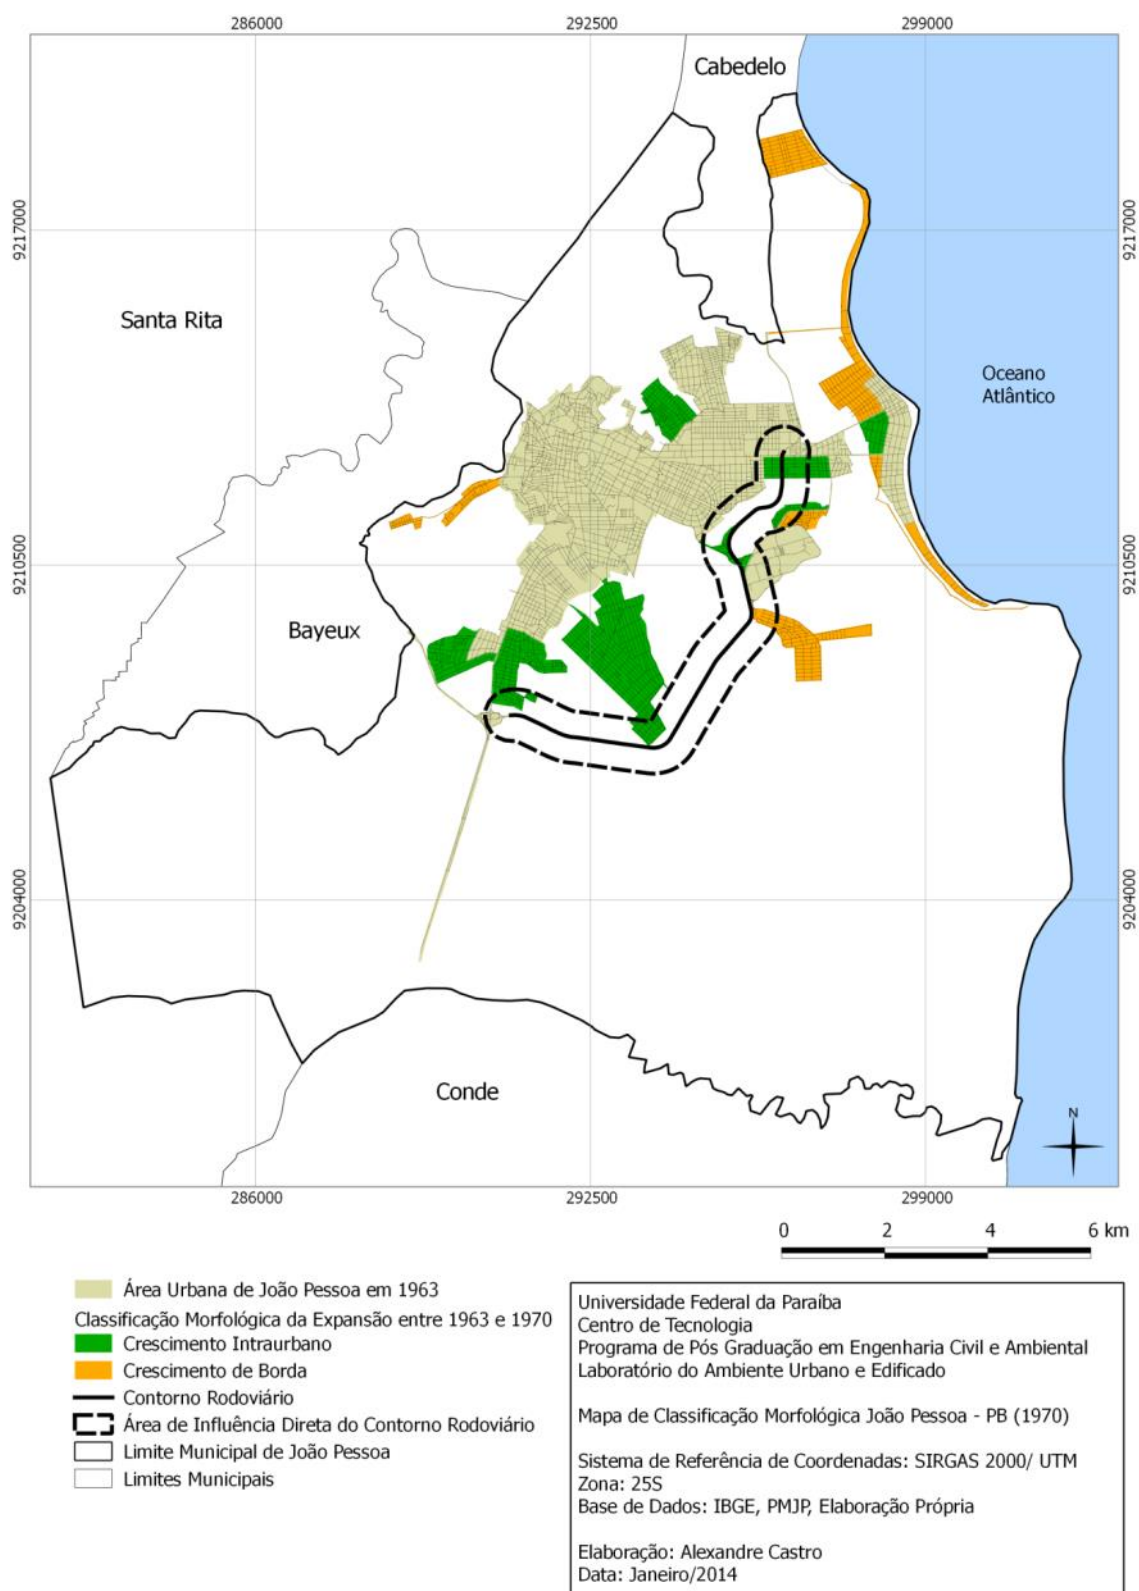 286000
292500
299000
Cabedelo
9217000
9217000
Santa Rita
Oceano
Atlântico
9210500
9210500
Bayeux
9204000
9204000
Conde
N
286000
292500
299000
0 2 4 6 km
Área Urbana de João Pessoa em 1963
Classificação Morfológica da Expansão entre 1963 e 1970
Crescimento Intraurbano
Crescimento de Borda
Contorno Rodoviário
Área de Influência Direta do Contorno Rodoviário
Limite Municipal de João Pessoa
Limites Municipais
Universidade Federal da Paraíba
Centro de Tecnologia
Programa de Pós Graduação em Engenharia Civil e Ambiental
Laboratório do Ambiente Urbano e Edificado
Mapa de Classificação Morfológica João Pessoa - PB (1970)
Sistema de Referência de Coordenadas: SIRGAS 2000/ UTM
Zona: 25S
Base de Dados: IBGE, PMJP, Elaboração Própria
Elaboração: Alexandre Castro
Data: Janeiro/2014